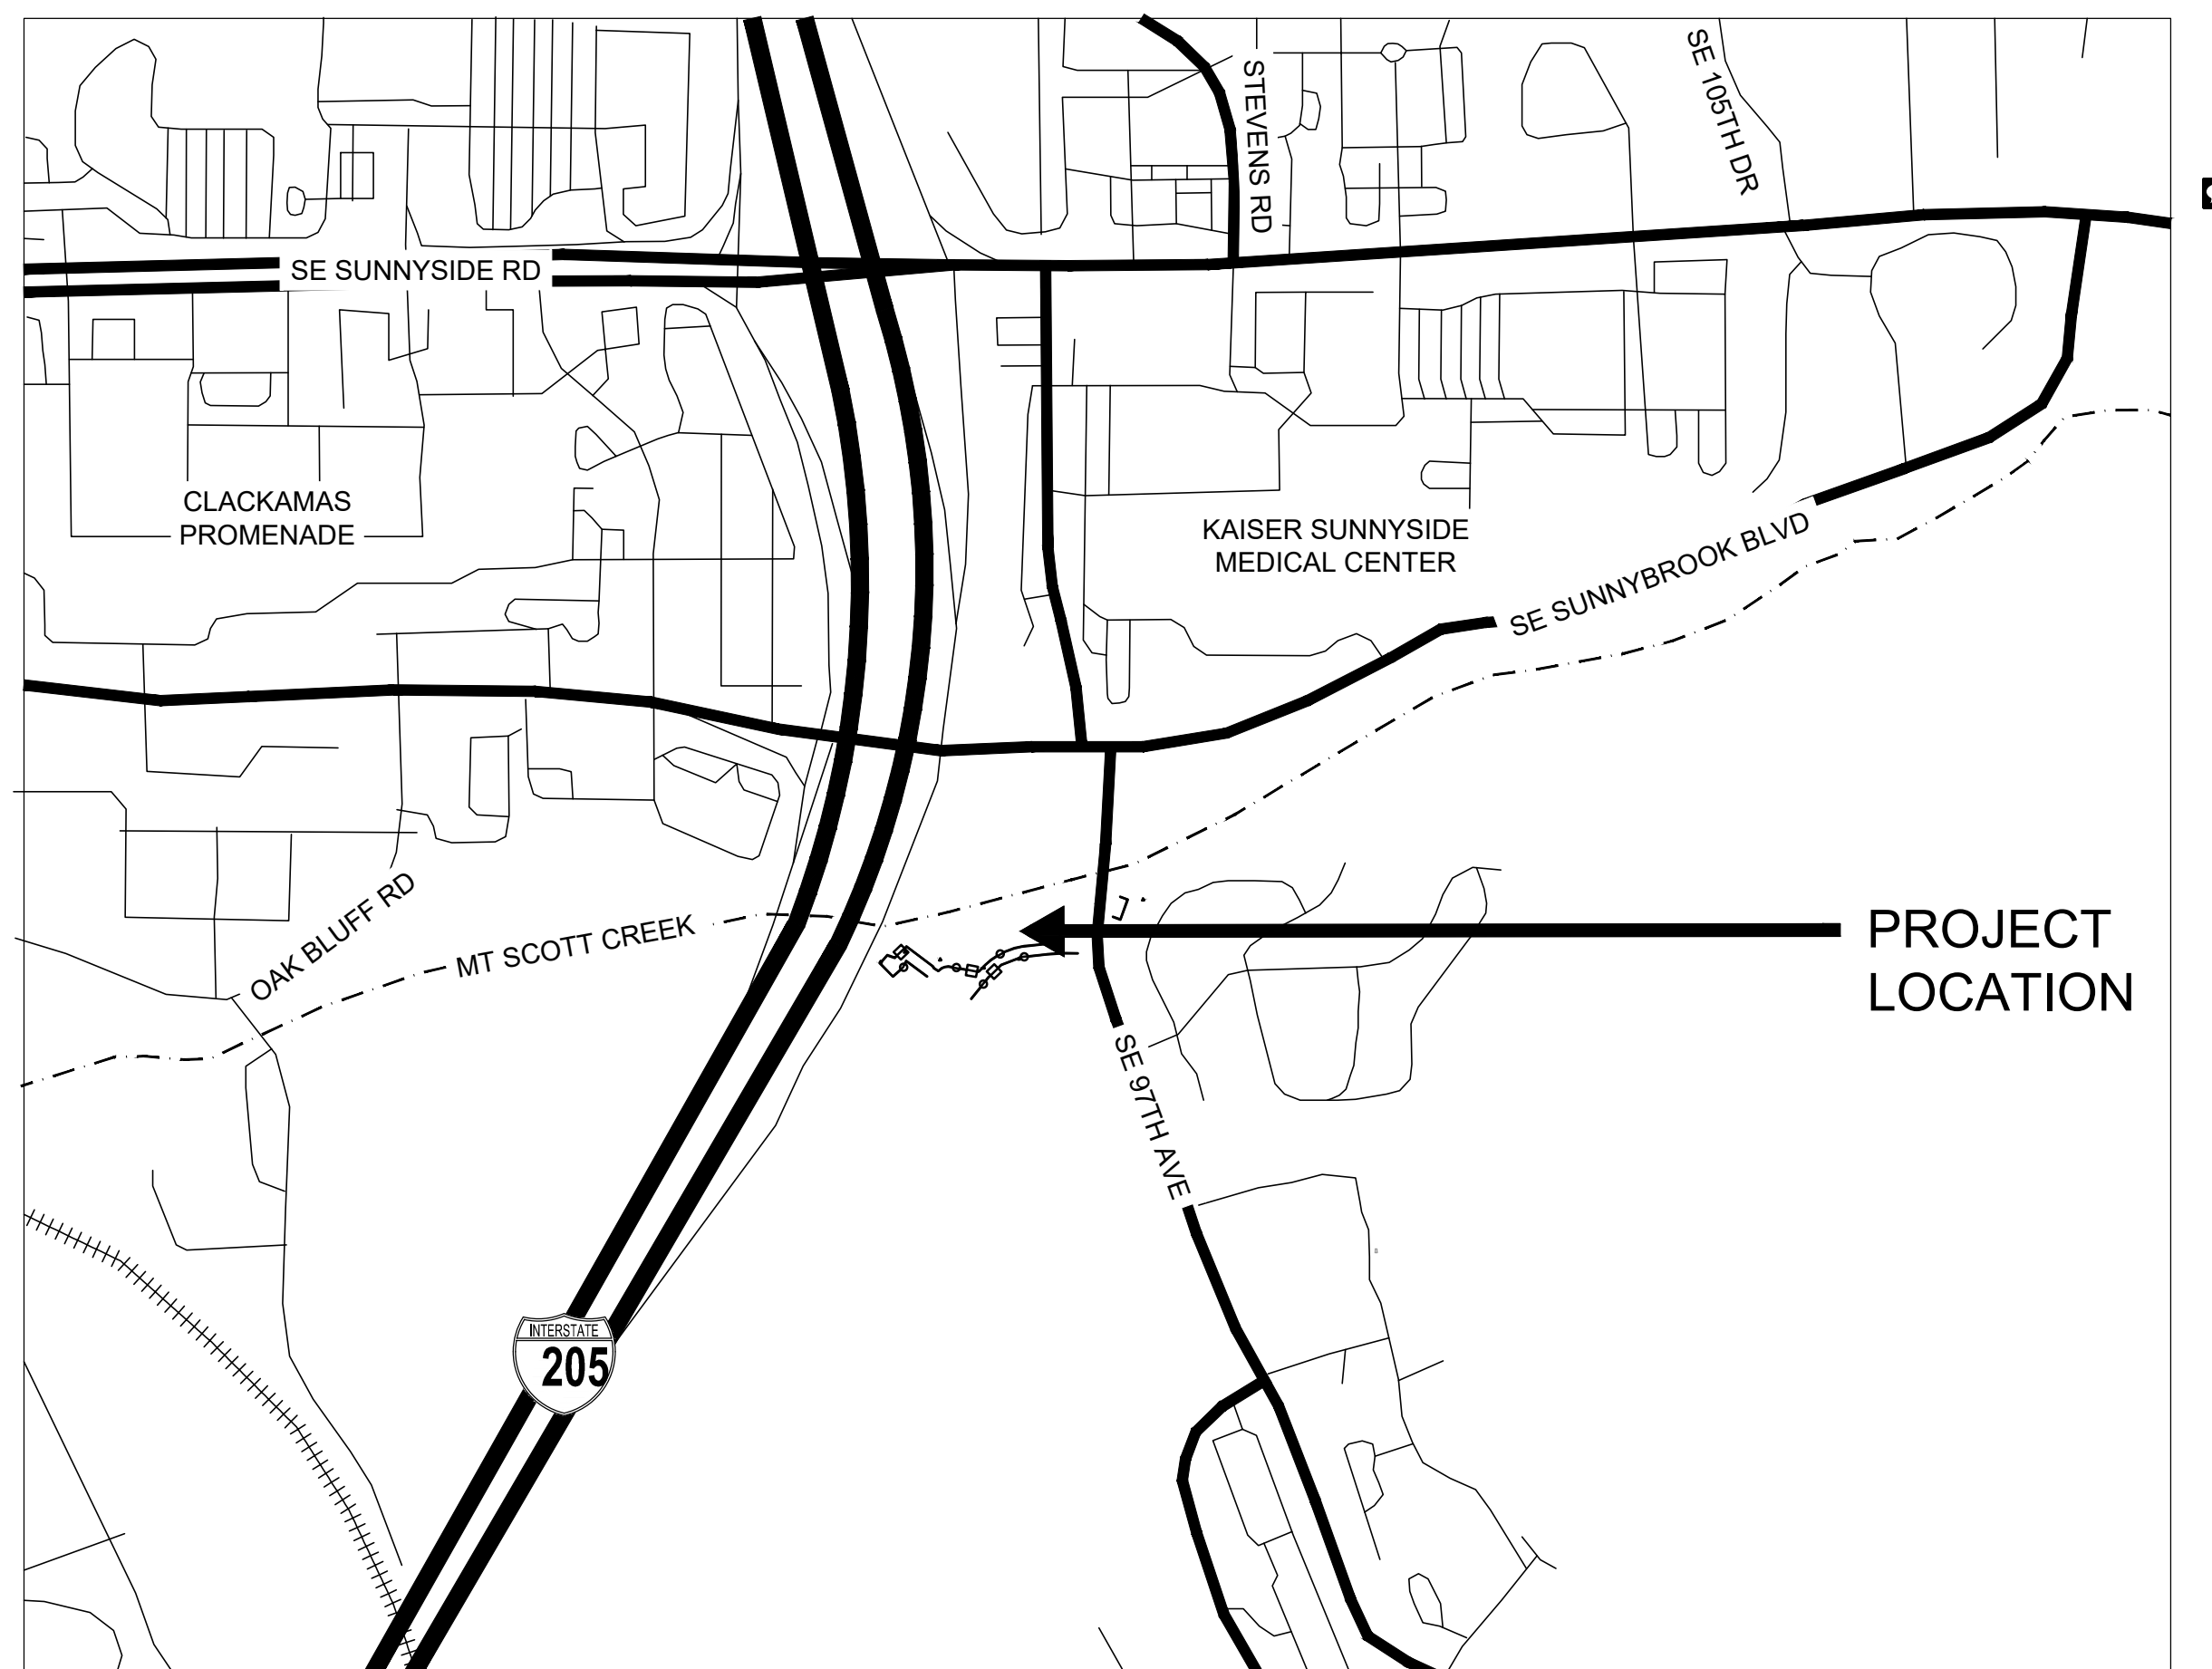 STEVENS RD
SE 105TH DR
SE SUNNYSIDE RD
CLACKAMAS
PROMENADE
KAISER SUNNYSIDE
MEDICAL CENTER
SE SUNNYBROOK BLVD
OAK BLUFF RD
MT SCOTT CREEK
PROJECT
LOCATION
SE 97TH AVE
INTERSTATE
205